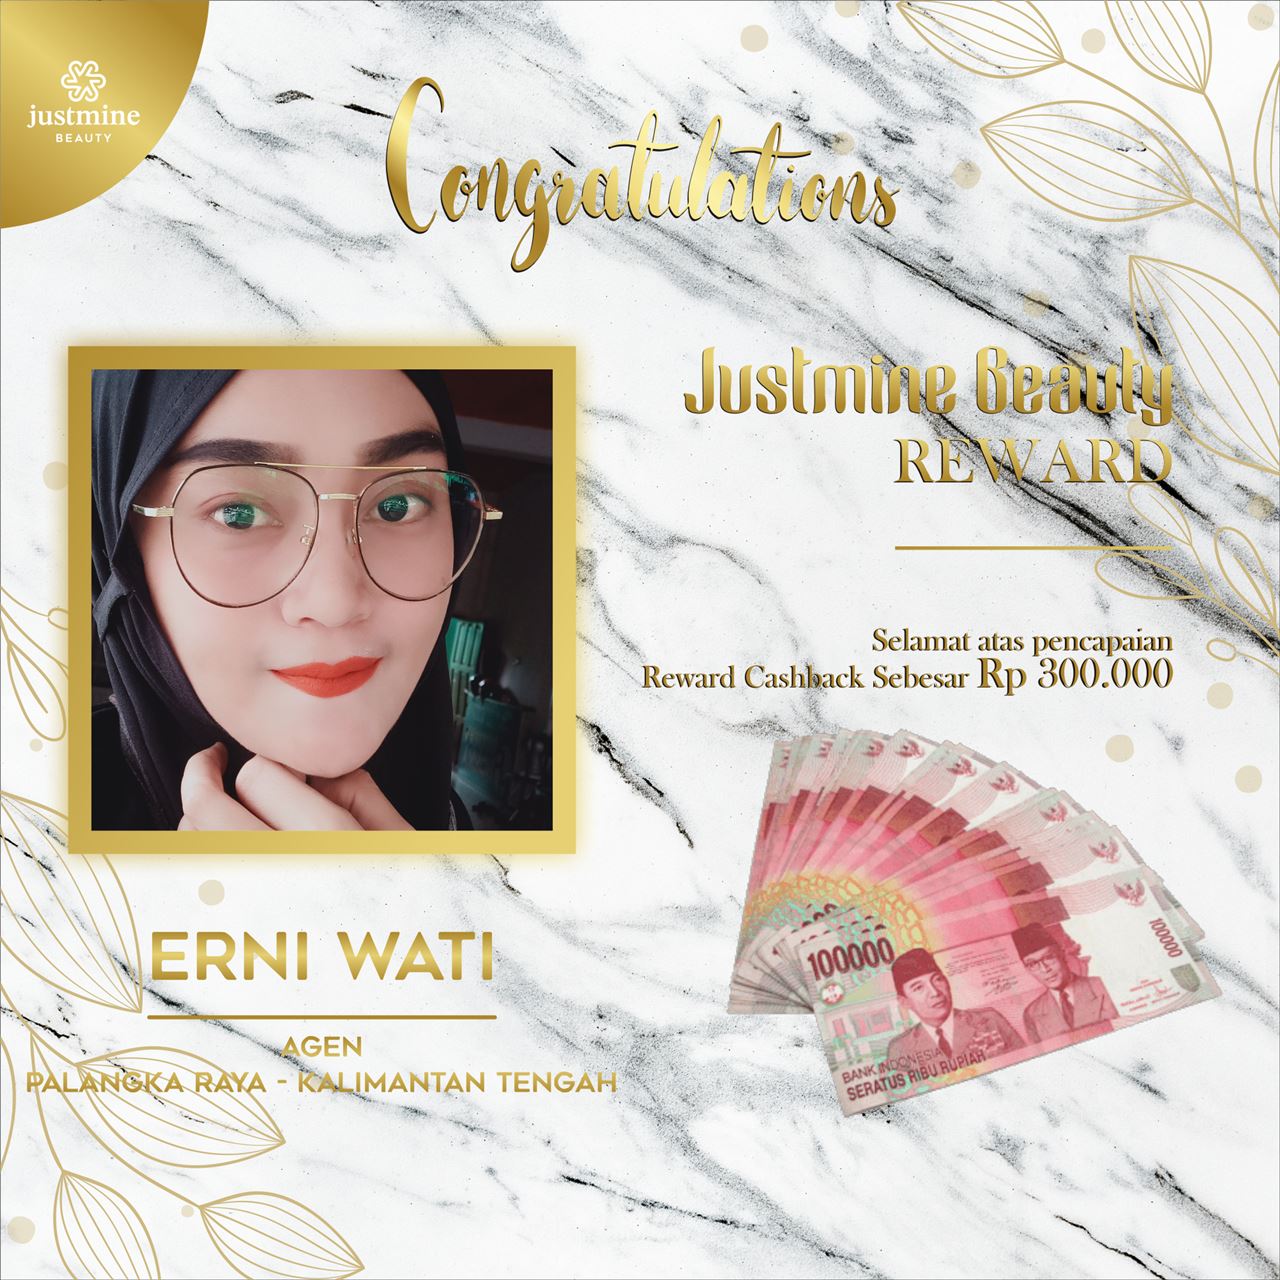 justmine
BEAUTY
Congratulations
Justmine Beauty
REWARD
Selamat atas pencapaian
Reward Cashback Sebesar Rp 300.000
100000
100000
BANK INDONESIA
SERATUS RIBU RUPIAH
ERNI WATI
AGEN
PALANGKA RAYA - KALIMANTAN TENGAH